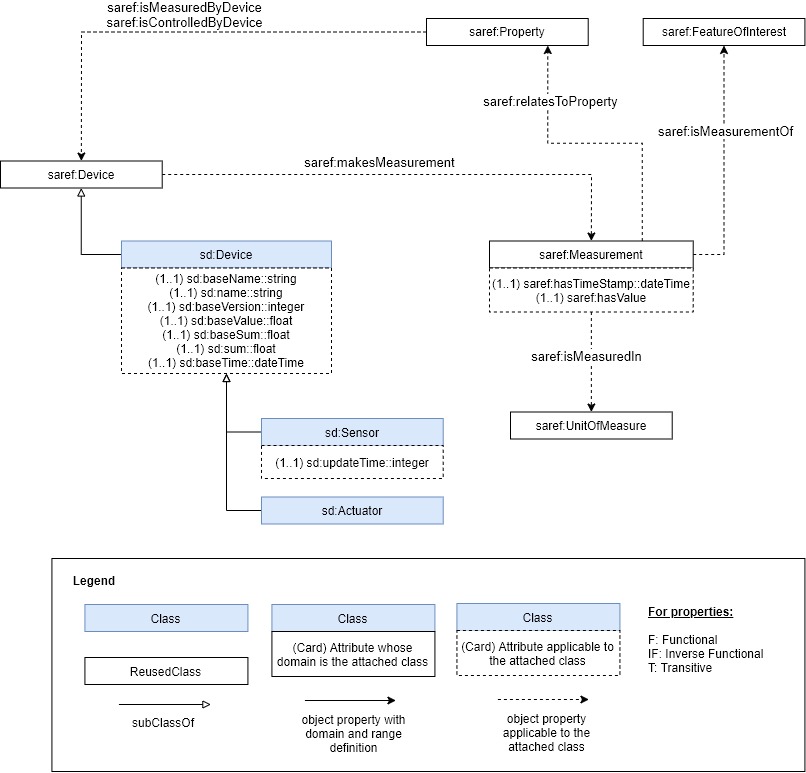 saref:isMeasuredByDevice
saref:isControlledByDevice
saref:Property
saref:FeatureOfInterest
saref:relatesToProperty
saref:isMeasurementOf
saref:makesMeasurement
saref:Device
sd:Device
(1..1) sd:baseName::string
(1..1) sd:name::string
(1..1) sd:baseVersion::integer
(1..1) sd:baseValue::float
(1..1) sd:baseSum::float
(1..1) sd:sum::float
(1..1) sd:baseTime::dateTime
saref:Measurement
(1..1) saref:hasTimeStamp::dateTime
(1..1) saref:hasValue
saref:isMeasuredIn
saref:UnitOfMeasure
sd:Sensor
(1..1) sd:updateTime::integer
sd:Actuator
Legend
Class
ReusedClass
subClassOf
Class
(Card) Attribute whose
domain is the attached class
object property with
domain and range
definition
Class
(Card) Attribute applicable to
the attached class
object property
applicable to the
attached class
For properties:
F: Functional
IF: Inverse Functional
T: Transitive